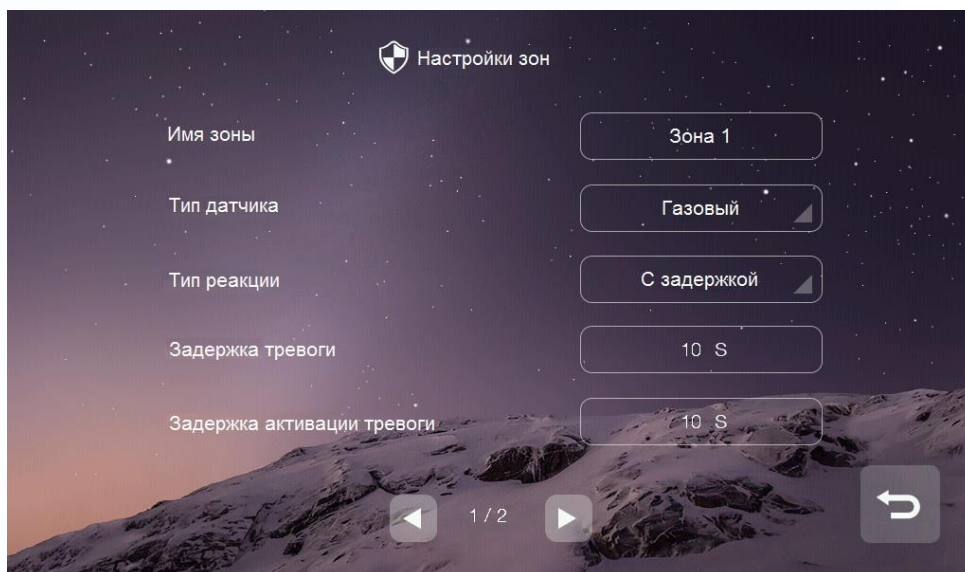 Настройки зон
Имя зоны
Зона 1
Тип датчика
Газовый
Тип реакции
С задержкой
Задержка тревоги
10 S
Задержка активации тревоги
10 S
1 / 2